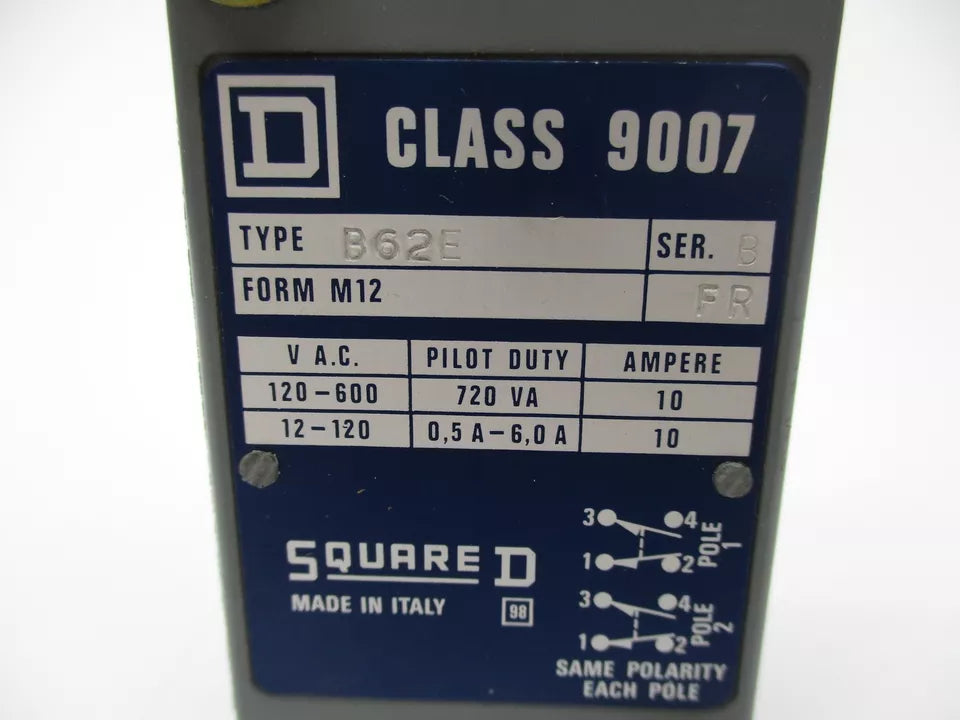 D CLASS 9007
TYPE B62E SER. B
FORM M12 FR
V A.C. PILOT DUTY AMPERE
120-600 720 VA 10
12-120 0,5 A-6,0 A 10
3 4
1 2
POLE 1
SQUARE D
MADE IN ITALY 98
3 4
1 2
POLE 2
SAME POLARITY
EACH POLE